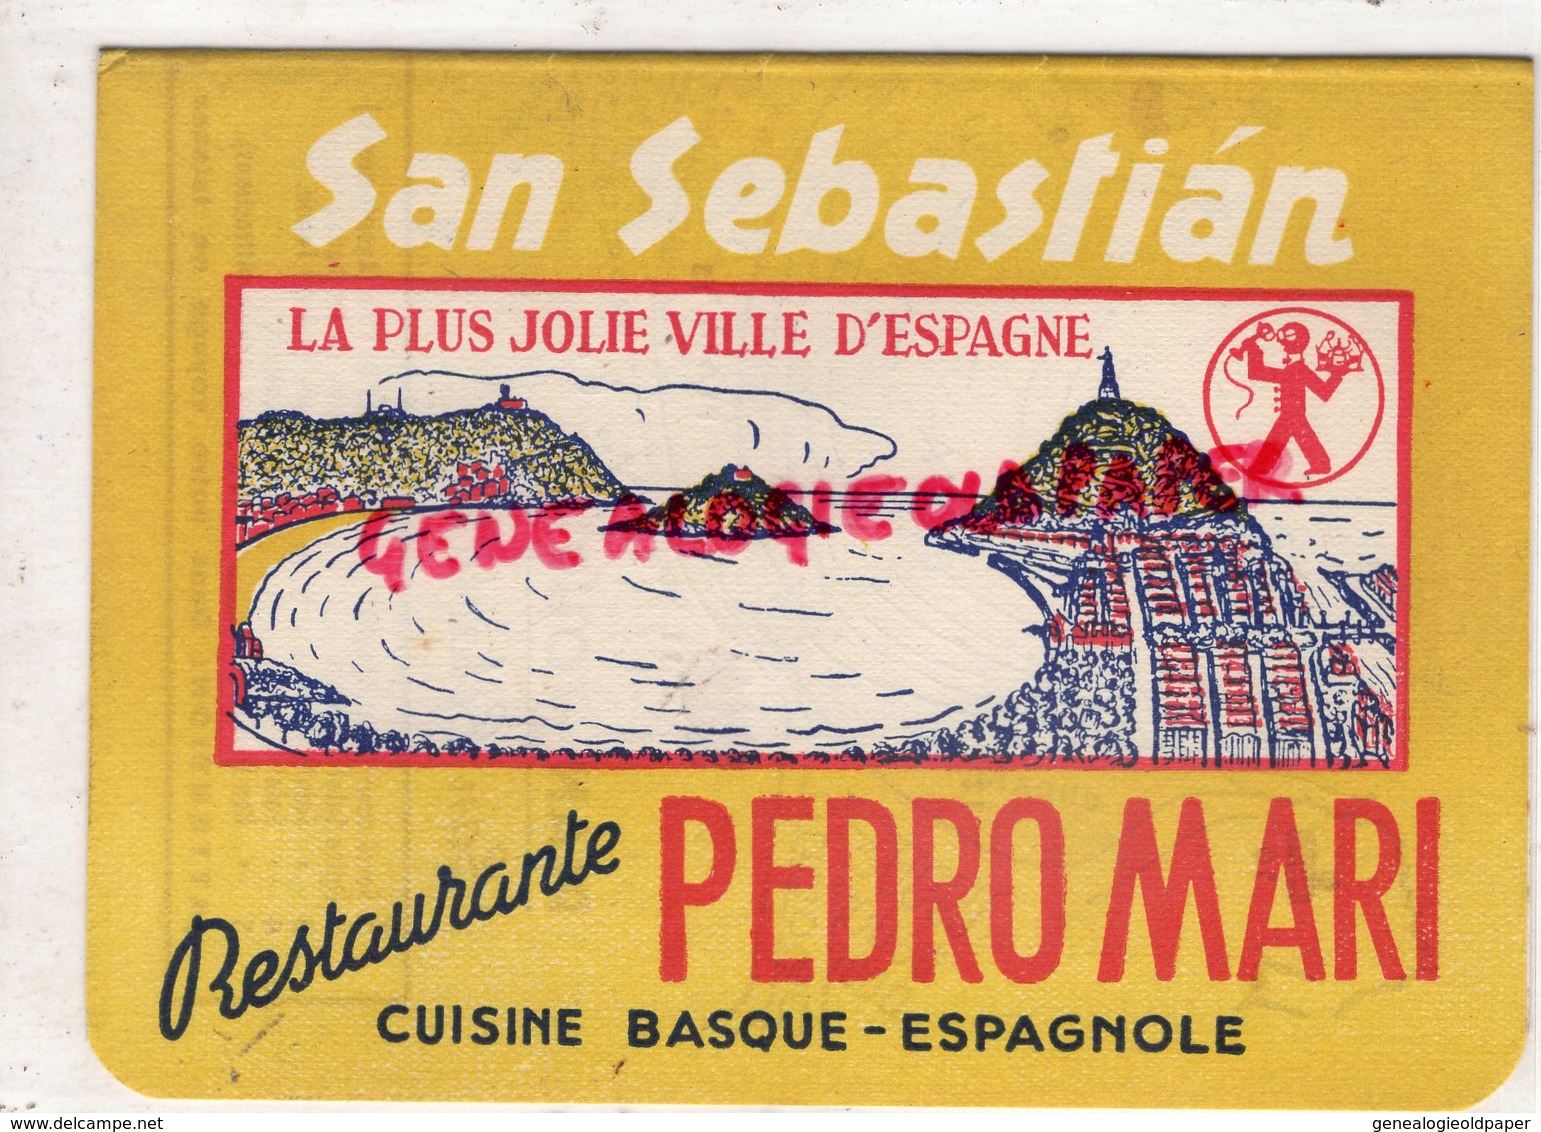 San Sebastián
LA PLUS JOLIE VILLE D'ESPAGNE
GENEALOGIEOLDPAPER
Restaurante
PEDRO MARI
CUISINE BASQUE - ESPAGNOLE
www.delcampe.net
genealogieoldpaper